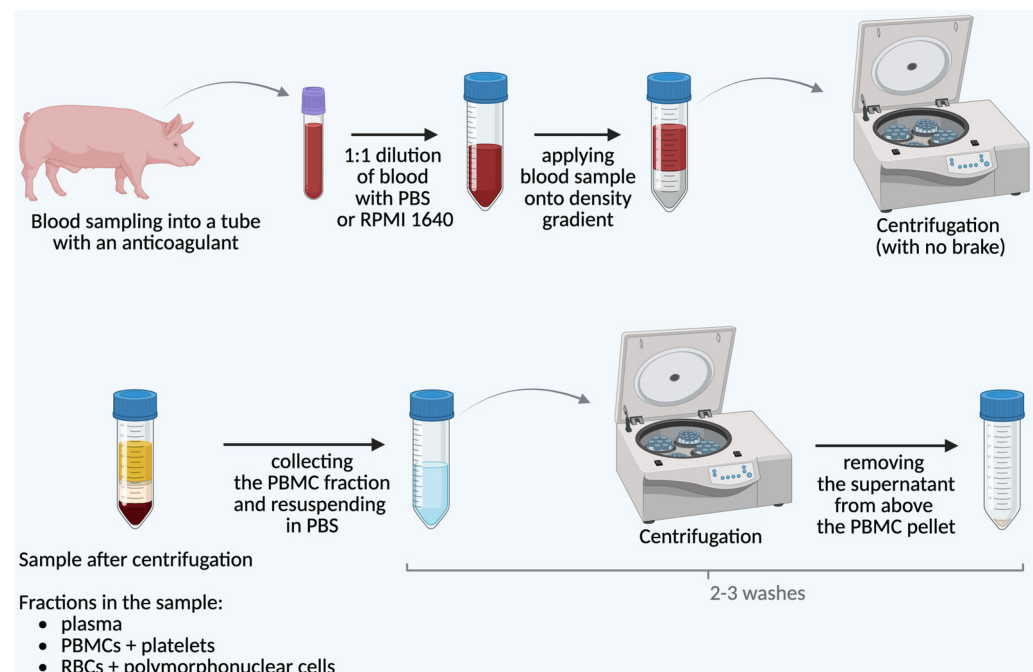 Blood sampling into a tube
with an anticoagulant
1:1 dilution
of blood
with PBS
or RPMI 1640
applying
blood sample
onto density
gradient
Centrifugation
(with no brake)
Sample after centrifugation
Fractions in the sample:
• plasma
• PBMCs + platelets
• RBCs + polymorphonuclear cells
collecting
the PBMC fraction
and resuspending
in PBS
Centrifugation
removing
the supernatant
from above
the PBMC pellet
2-3 washes